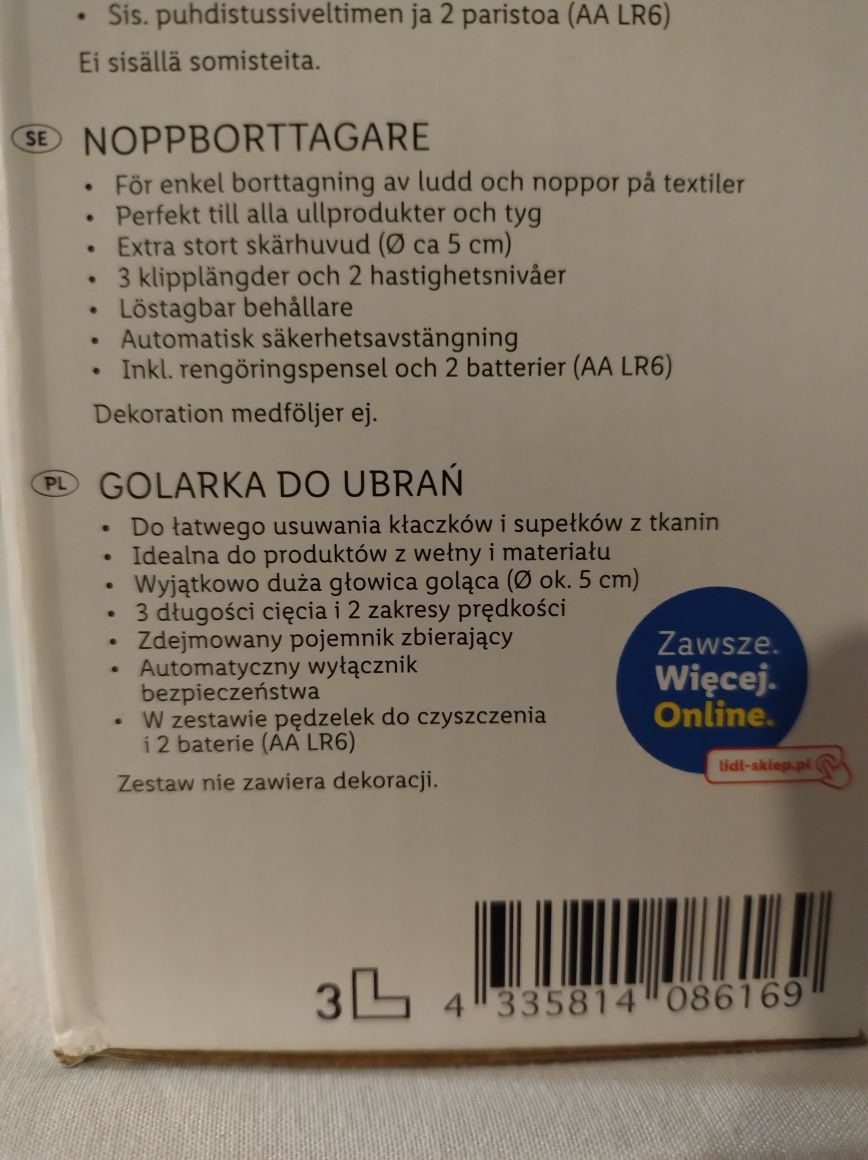 • Sis. puhdistussiveltimen ja 2 paristoa (AA LR6)
Ei sisällä somisteita.
SE NOPPBORTTAGARE
• För enkel borttagning av ludd och noppor på textiler
• Perfekt till alla ullprodukter och tyg
• Extra stort skärhuvud (Ø ca 5 cm)
• 3 klipplängder och 2 hastighetsnivåer
• Löstagbar behållare
• Automatisk säkerhetsavstängning
• Inkl. rengöringspensel och 2 batterier (AA LR6)
Dekoration medföljer ej.
PL GOLARKA DO UBRAŃ
• Do łatwego usuwania kłaczków i supełków z tkanin
• Idealna do produktów z wełny i materiału
• Wyjątkowo duża głowica goląca (Ø ok. 5 cm)
• 3 długości cięcia i 2 zakresy prędkości
• Zdejmowany pojemnik zbierający
• Automatyczny wyłącznik
bezpieczeństwa
• W zestawie pędzelek do czyszczenia
i 2 baterie (AA LR6)
Zestaw nie zawiera dekoracji.
Zawsze.
Więcej.
Online.
lidl-sklep.pl
3
4 335814 086169